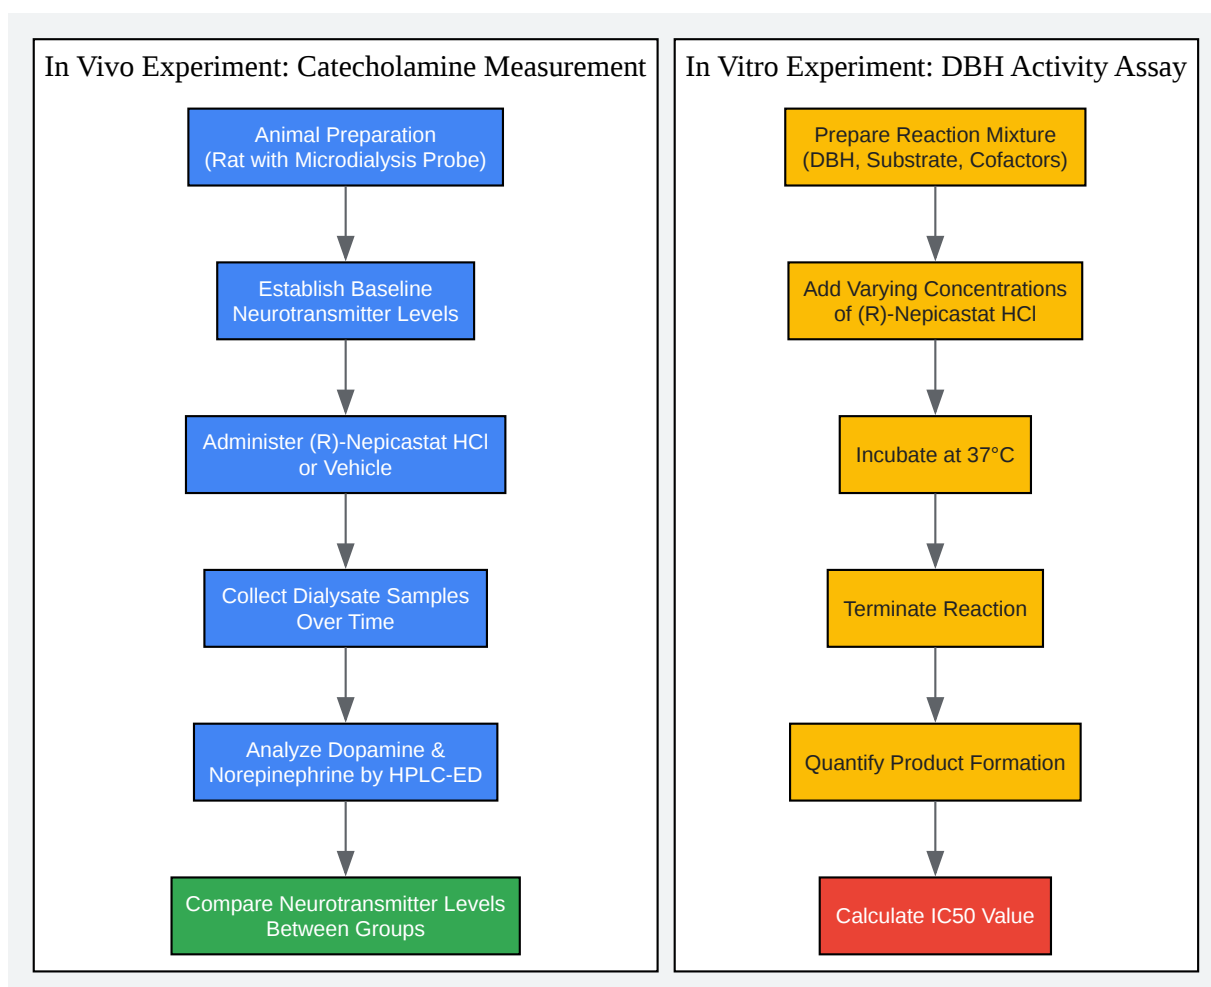 In Vivo Experiment: Catecholamine Measurement
Animal Preparation
(Rat with Microdialysis Probe)
Establish Baseline
Neurotransmitter Levels
Administer (R)-Nepicastat HCl
or Vehicle
Collect Dialysate Samples
Over Time
Analyze Dopamine &
Norepinephrine by HPLC-ED
Compare Neurotransmitter Levels
Between Groups
In Vitro Experiment: DBH Activity Assay
Prepare Reaction Mixture
(DBH, Substrate, Cofactors)
Add Varying Concentrations
of (R)-Nepicastat HCl
Incubate at 37°C
Terminate Reaction
Quantify Product Formation
Calculate IC50 Value